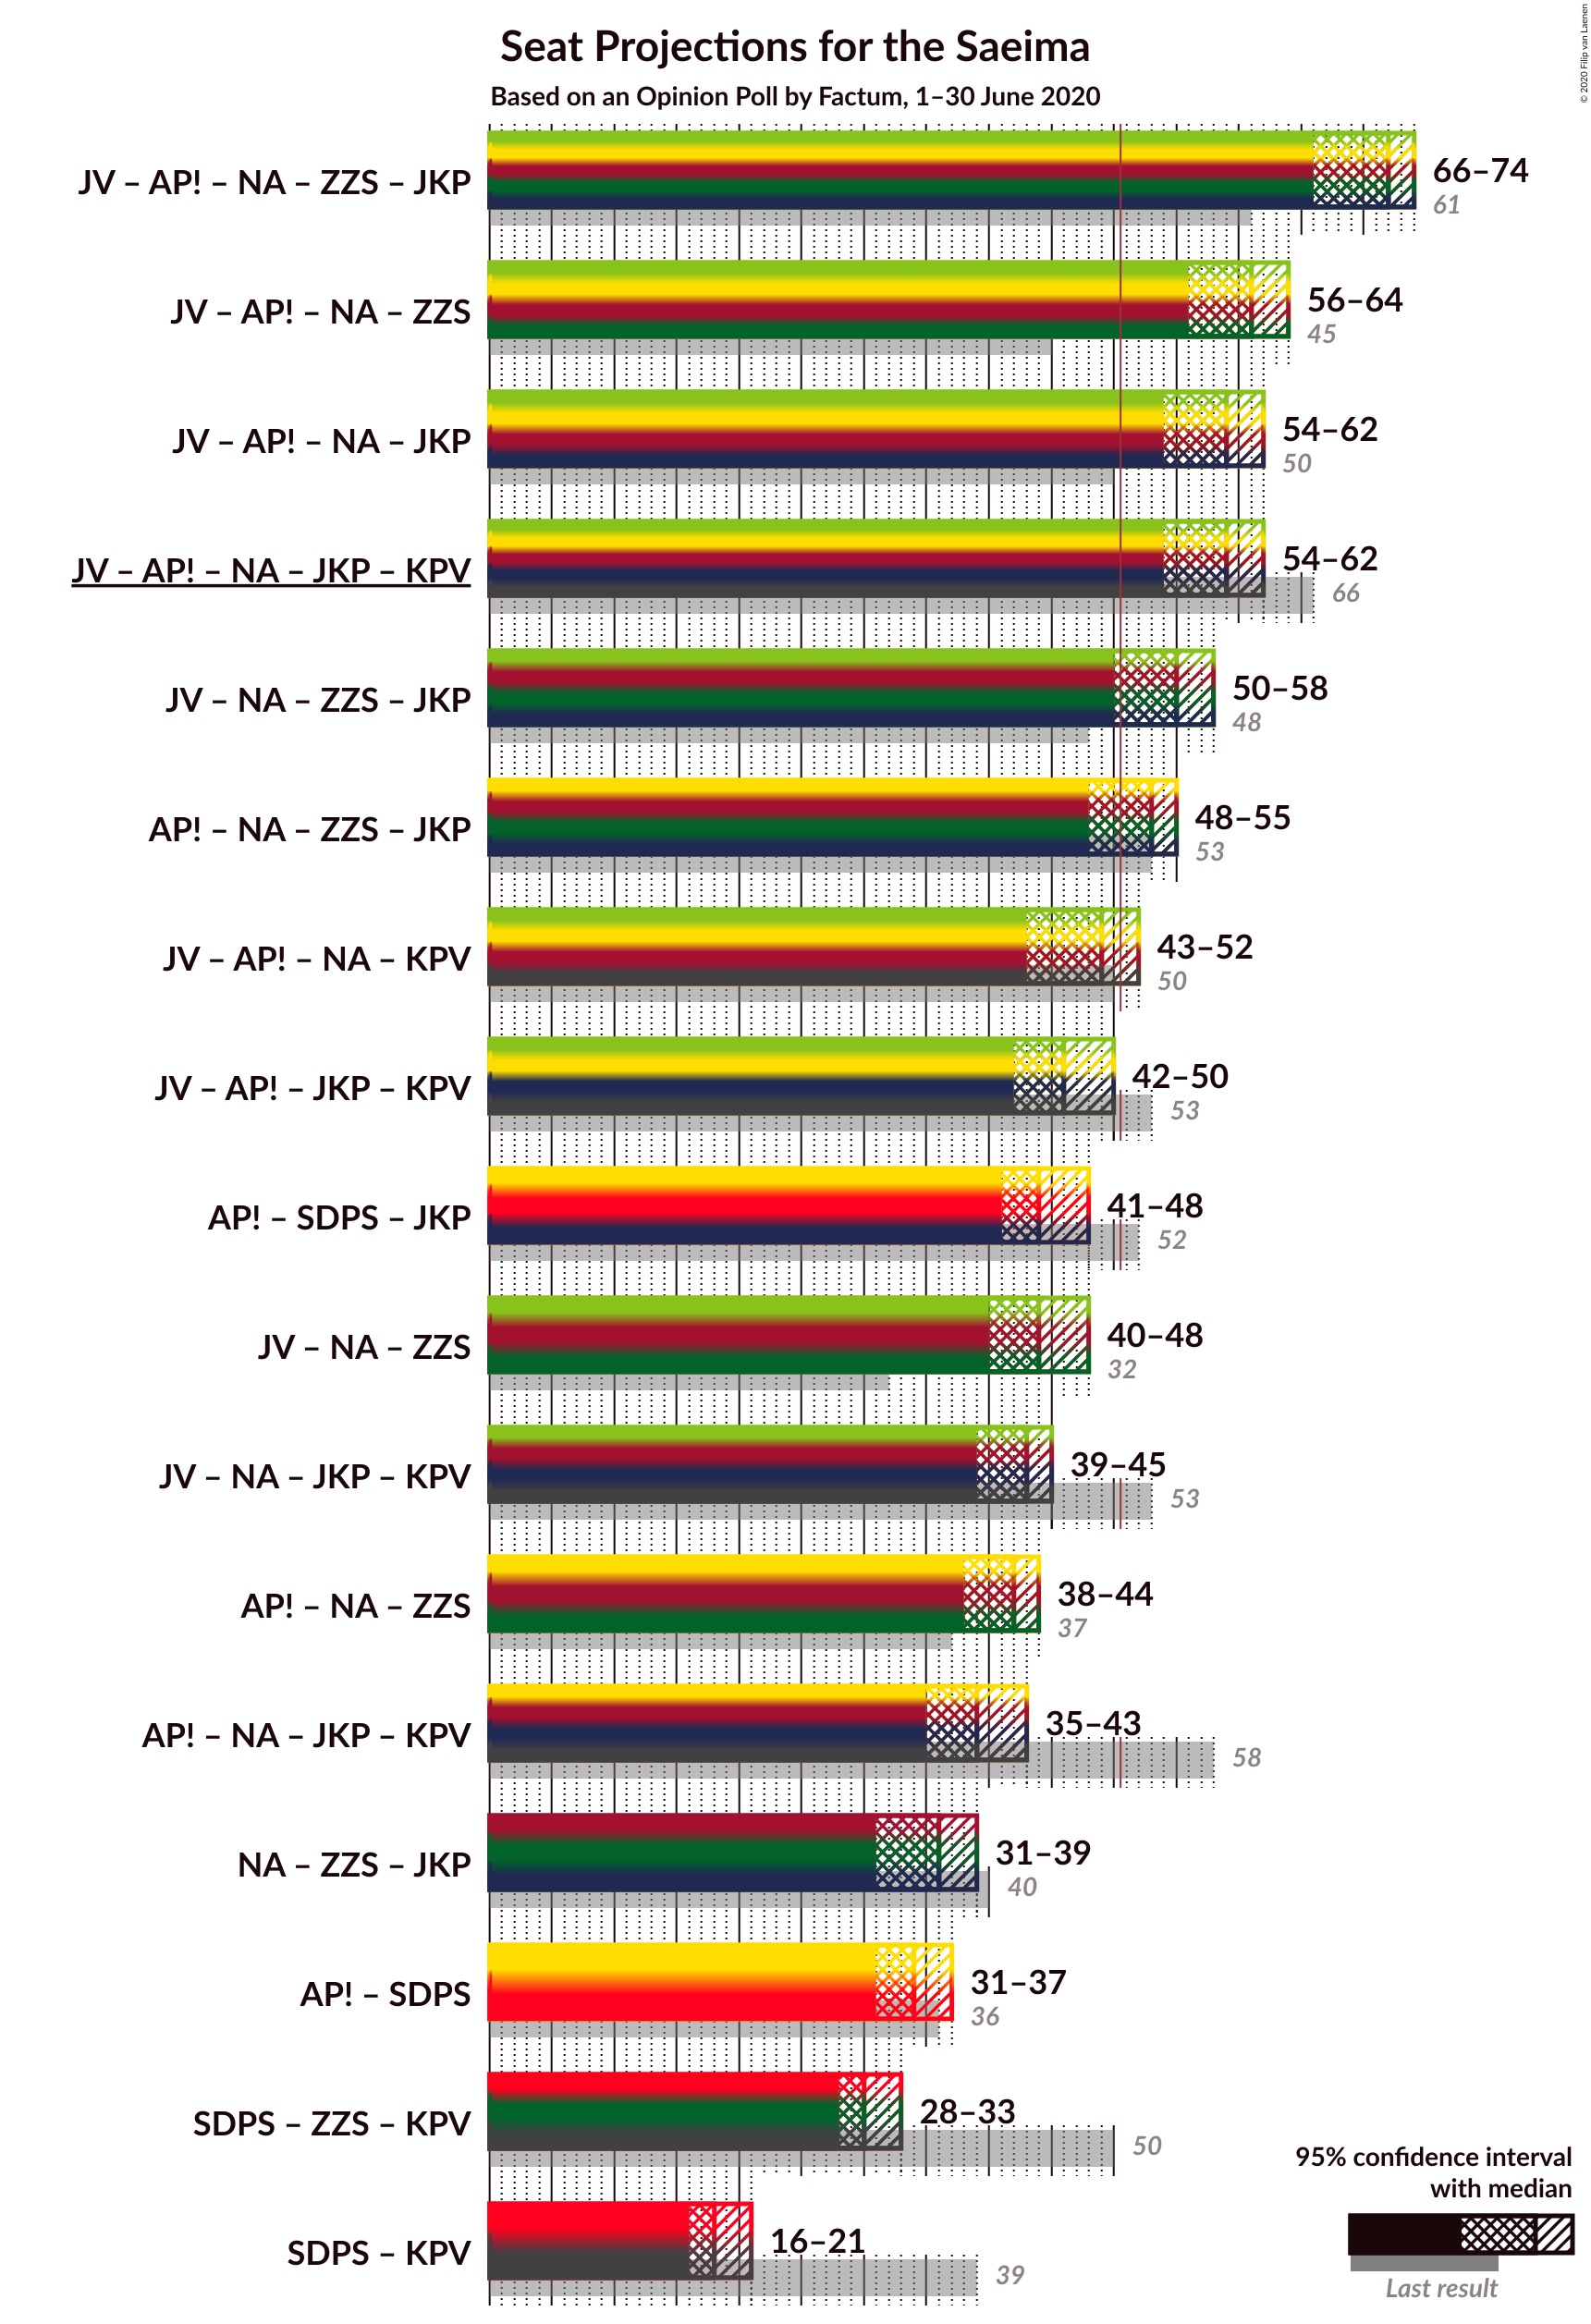 Seat Projections for the Saeima
Based on an Opinion Poll by Factum, 1–30 June 2020
© 2020 Filip van Laenen
JV – AP! – NA – ZZS – JKP
66–74
61
JV – AP! – NA – ZZS
56–64
45
JV – AP! – NA – JKP
54–62
50
JV – AP! – NA – JKP – KPV
54–62
66
JV – NA – ZZS – JKP
50–58
48
AP! – NA – ZZS – JKP
48–55
53
JV – AP! – NA – KPV
43–52
50
JV – AP! – JKP – KPV
42–50
53
AP! – SDPS – JKP
41–48
52
JV – NA – ZZS
40–48
32
JV – NA – JKP – KPV
39–45
53
AP! – NA – ZZS
38–44
37
AP! – NA – JKP – KPV
35–43
58
NA – ZZS – JKP
31–39
40
AP! – SDPS
31–37
36
SDPS – ZZS – KPV
28–33
50
SDPS – KPV
16–21
39
95% confidence interval
with median
Last result